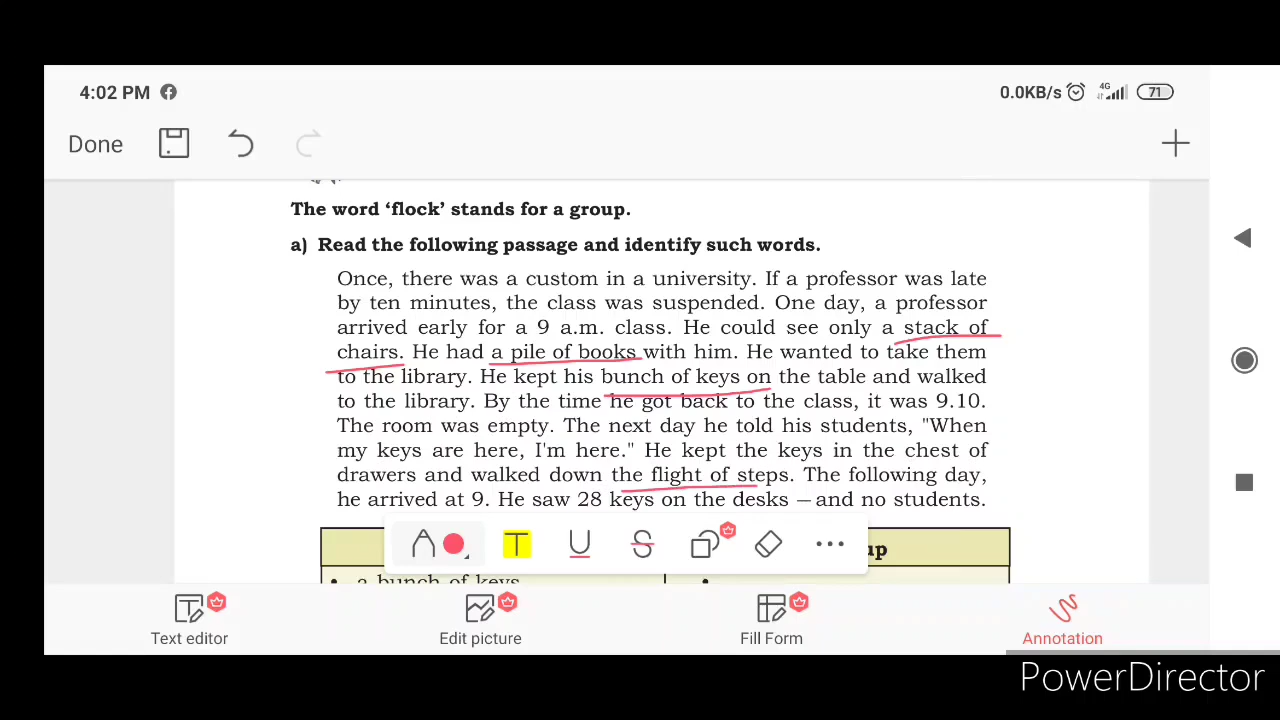 4:02 PM
0.0KB/s 4G 71
Done
The word ‘flock’ stands for a group.
a) Read the following passage and identify such words.
Once, there was a custom in a university. If a professor was late
by ten minutes, the class was suspended. One day, a professor
arrived early for a 9 a.m. class. He could see only a stack of
chairs. He had a pile of books with him. He wanted to take them
to the library. He kept his bunch of keys on the table and walked
to the library. By the time he got back to the class, it was 9.10.
The room was empty. The next day he told his students, "When
my keys are here, I'm here." He kept the keys in the chest of
drawers and walked down the flight of steps. The following day,
he arrived at 9. He saw 28 keys on the desks – and no students.
T U S
• a bunch of keys •
Text editor Edit picture Fill Form Annotation
PowerDirector